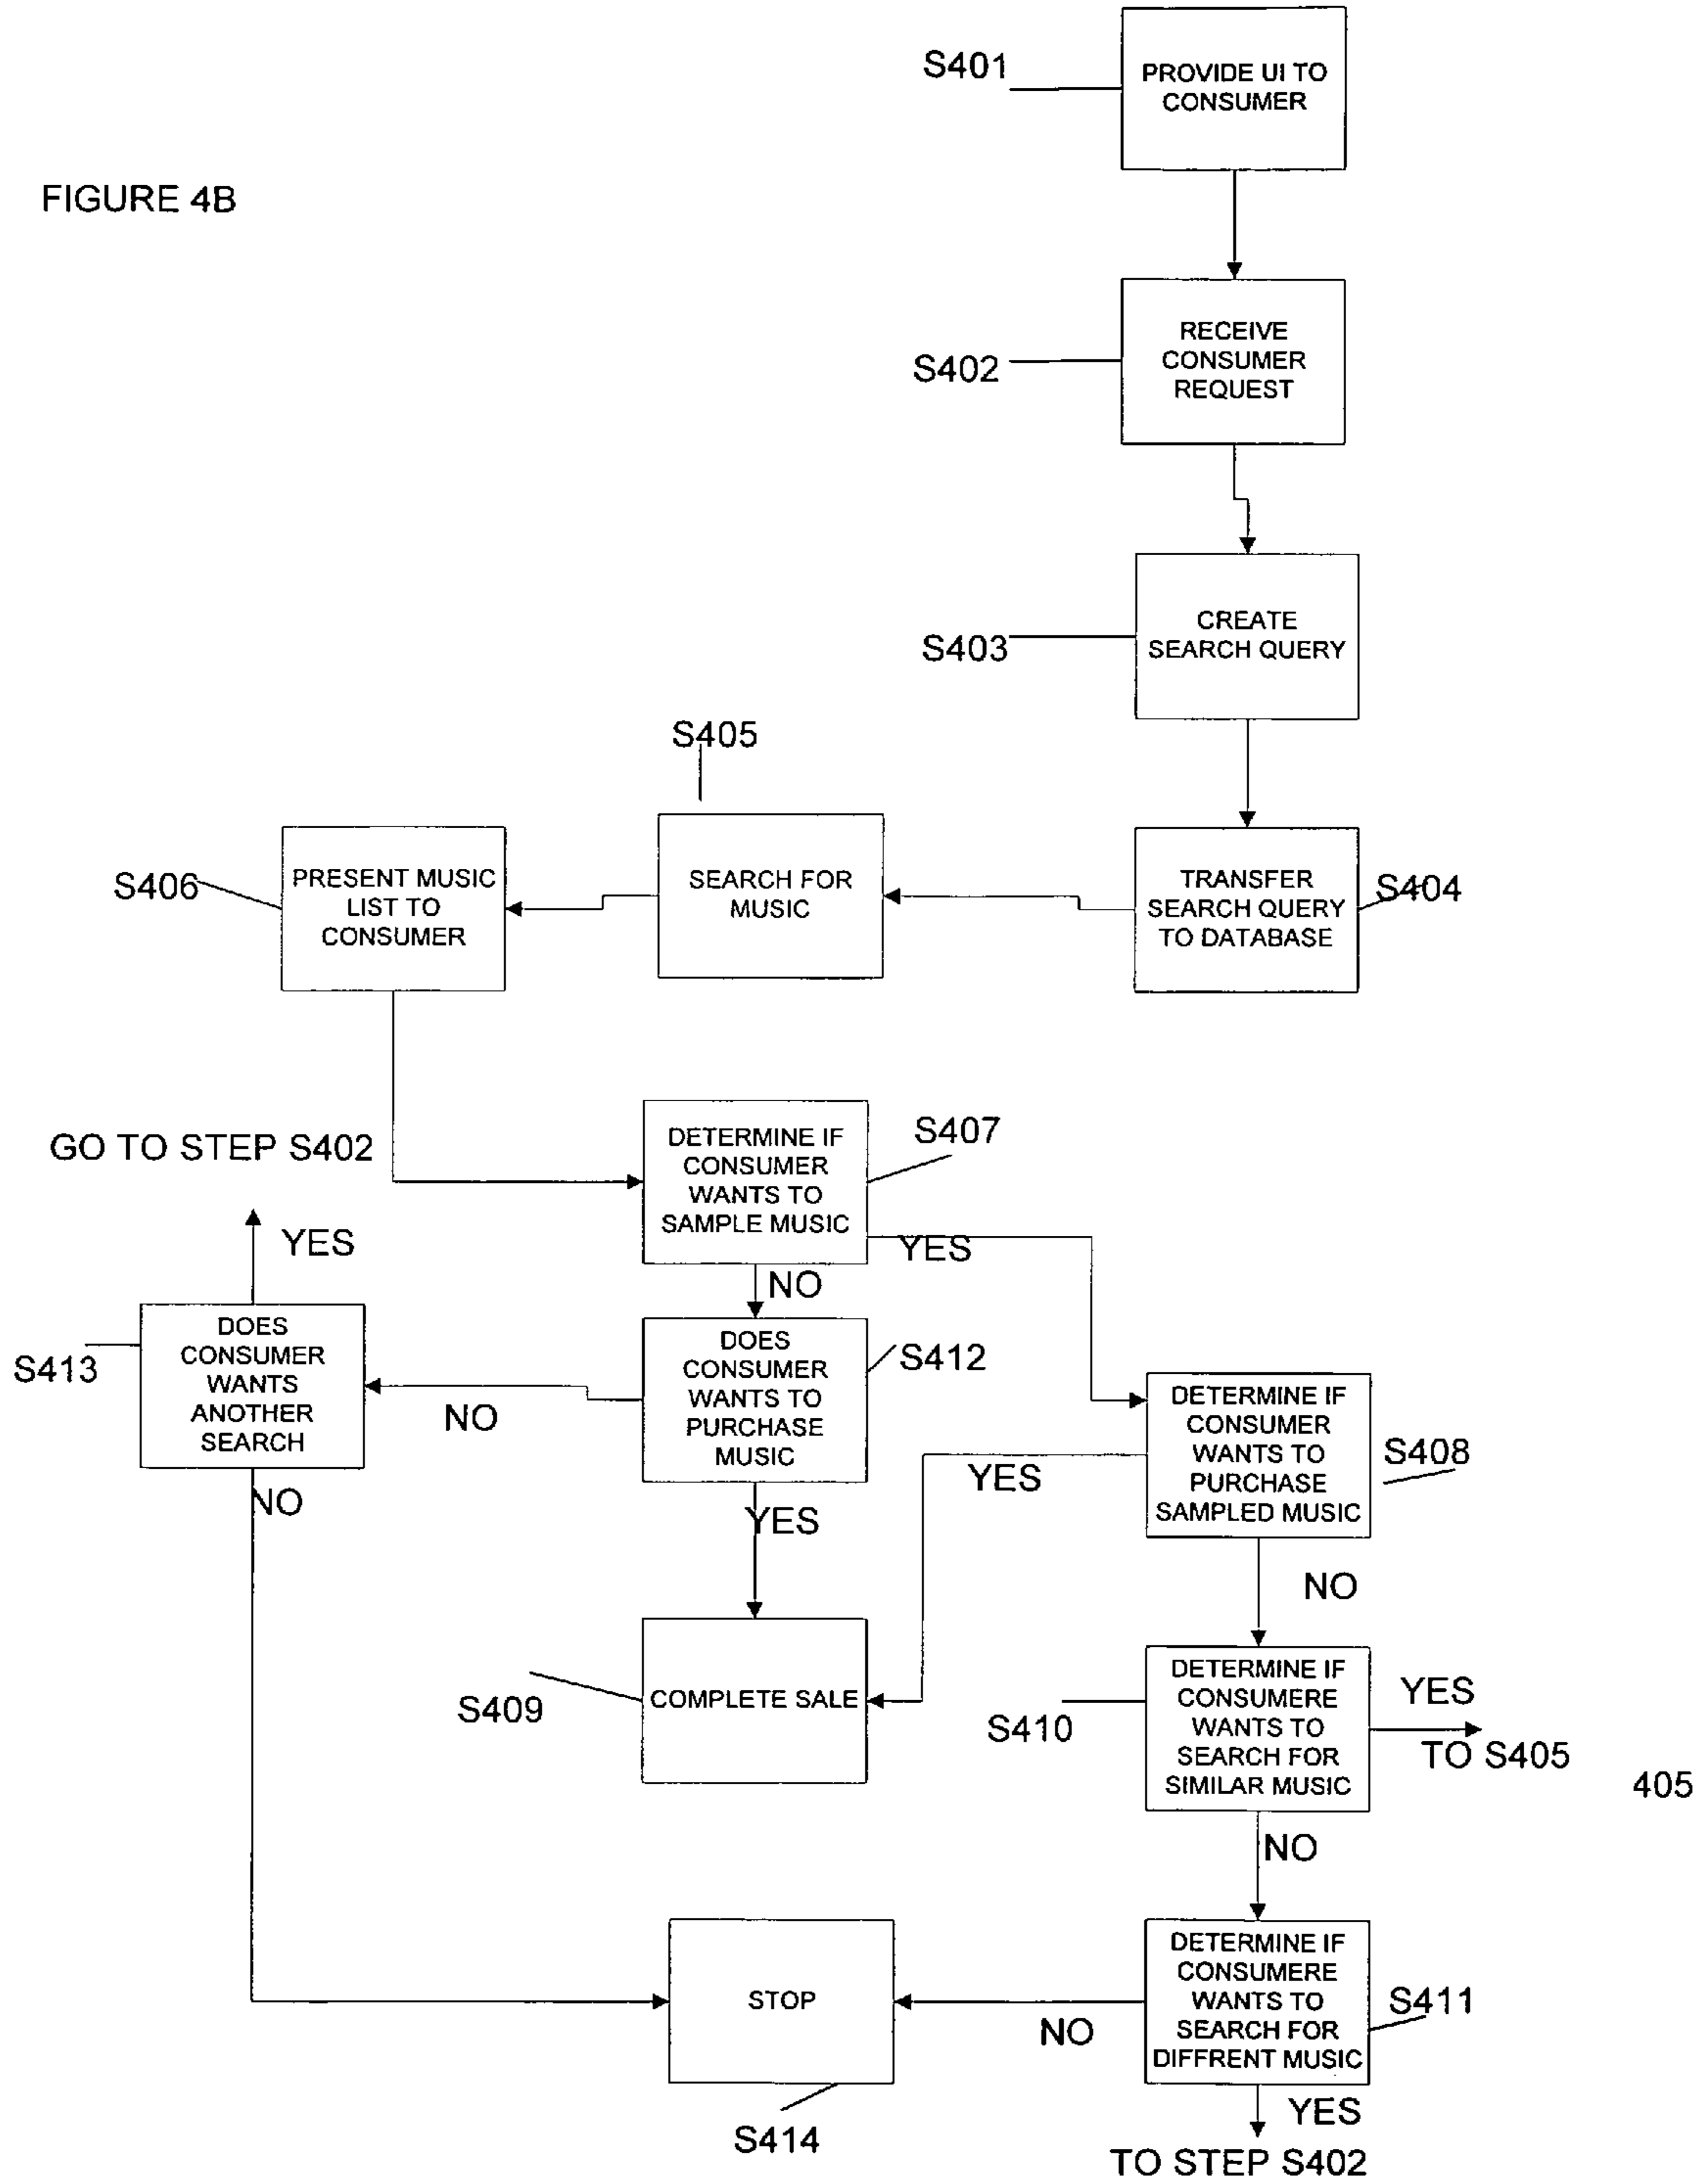 S401
PROVIDE UI TO
CONSUMER
FIGURE 4B
S402
RECEIVE
CONSUMER
REQUEST
S403
CREATE
SEARCH QUERY
S405
S406
PRESENT MUSIC
LIST TO
CONSUMER
SEARCH FOR
MUSIC
TRANSFER
SEARCH QUERY
TO DATABASE
S404
GO TO STEP S402
DETERMINE IF
CONSUMER
WANTS TO
SAMPLE MUSIC
S407
YES
YES
NO
S413
DOES
CONSUMER
WANTS
ANOTHER
SEARCH
NO
DOES
CONSUMER
WANTS TO
PURCHASE
MUSIC
S412
DETERMINE IF
CONSUMER
WANTS TO
PURCHASE
SAMPLED MUSIC
S408
YES
NO
YES
NO
S409
COMPLETE SALE
S410
DETERMINE IF
CONSUMERE
WANTS TO
SEARCH FOR
SIMILAR MUSIC
YES
TO S405
405
NO
STOP
NO
DETERMINE IF
CONSUMERE
WANTS TO
SEARCH FOR
DIFFRENT MUSIC
S411
S414
YES
TO STEP S402